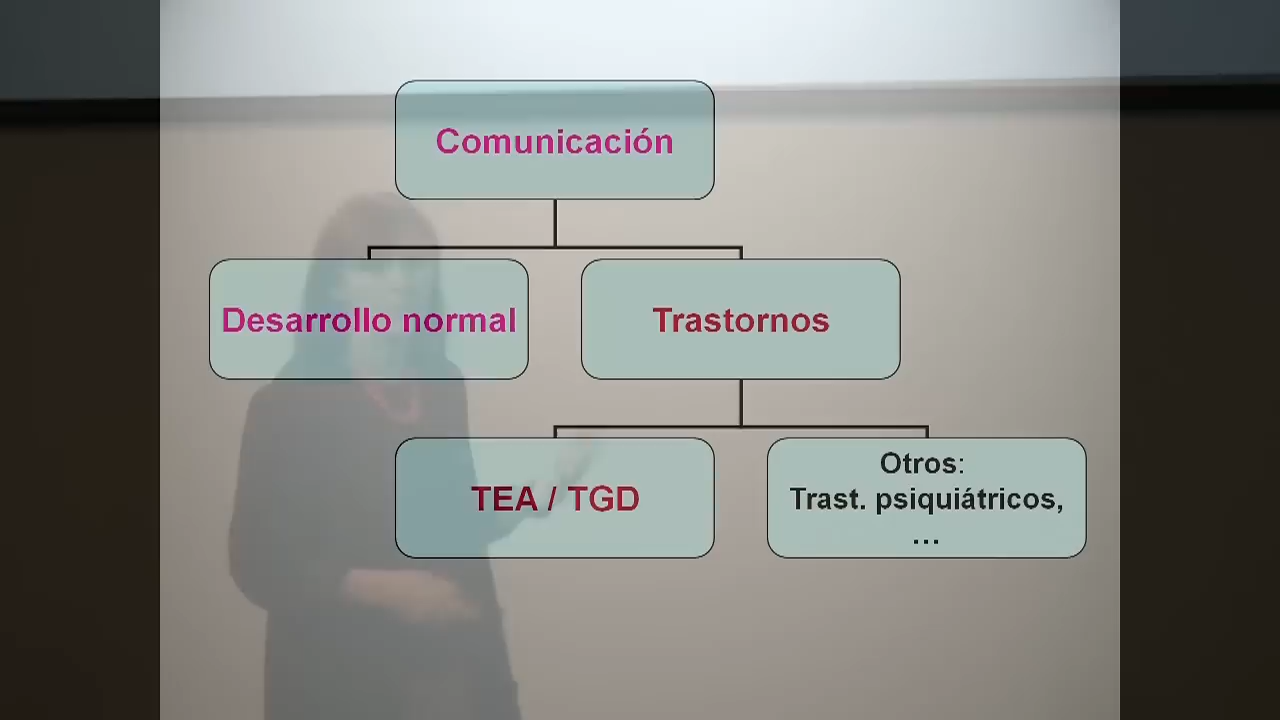 Comunicación
Desarrollo normal
Trastornos
TEA / TGD
Otros:
Trast. psiquiátricos,
...